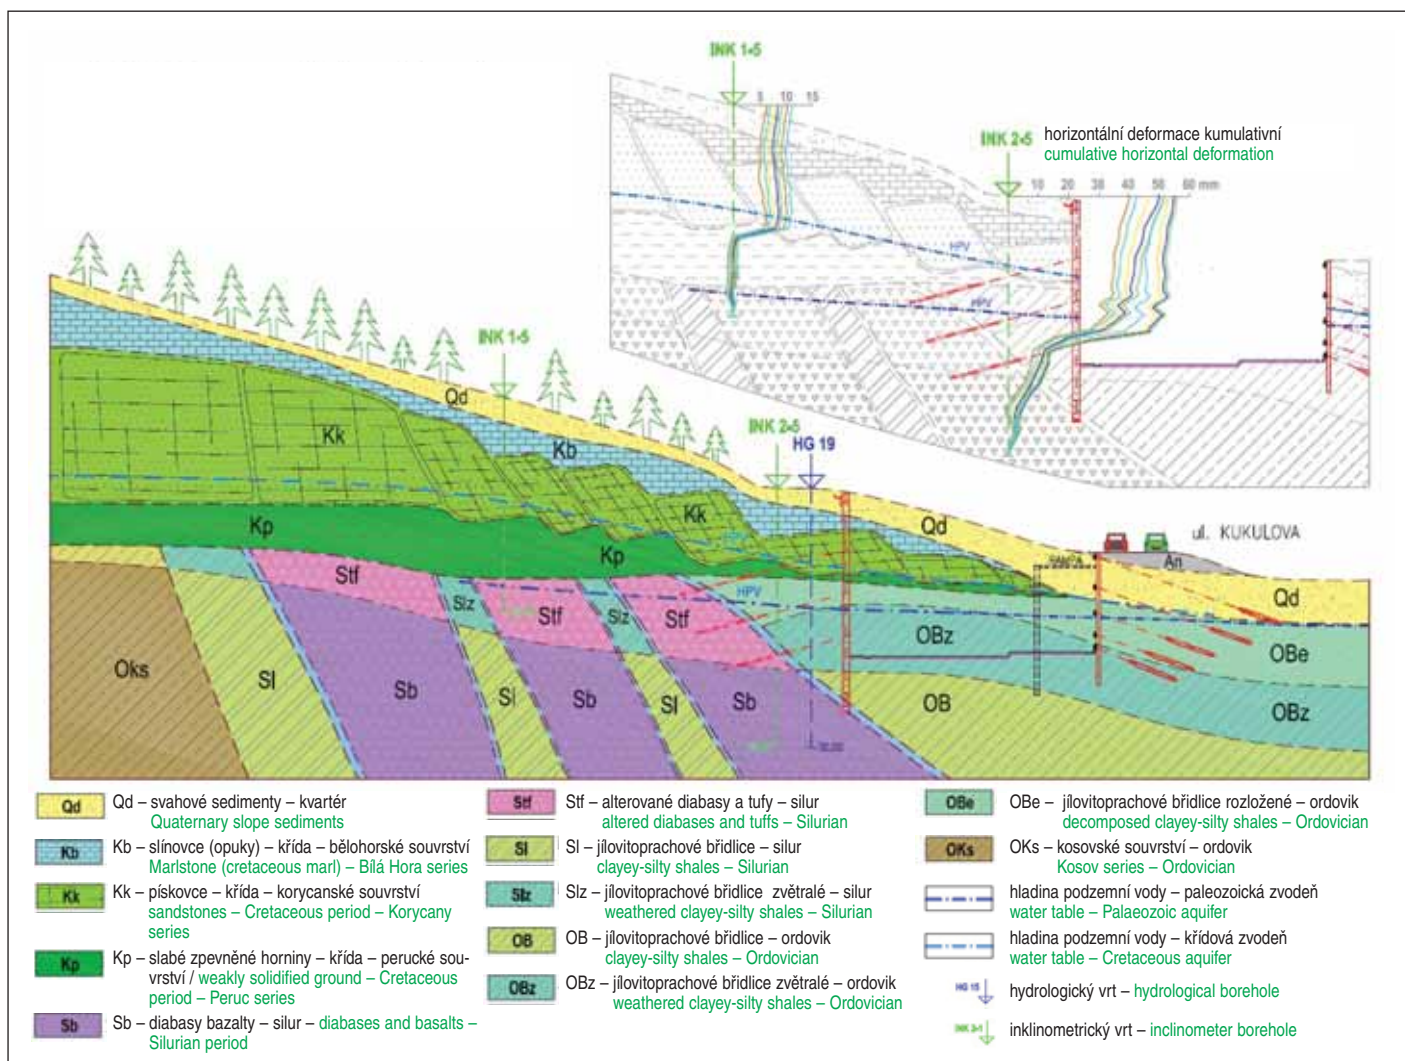 INK 1-5
5 10 15
INK 2-5
horizontální deformace kumulativní
cumulative horizontal deformation
10 20 30 40 50 60 mm
HPV
HPV
INK 1-5
Qd
Kk
Kb
INK 2-5
HG 19
Kk
Qd
ul. KUKULOVA
RAMPA
An
Kp
Kp
HPV
Stf
Slz
Stf
Slz
Stf
HPV
OBz
Qd
OBe
Oks
Sl
Sb
Sl
Sb
Sl
Sb
OB
OBz
Qd
Qd – svahové sedimenty – kvartér
Quaternary slope sediments
Kb
Kb – slínovce (opuky) – křída – bělohorské souvrství
Marlstone (cretaceous marl) – Bílá Hora series
Kk
Kk – pískovce – křída – korycanské souvrství
sandstones – Cretaceous period – Korycany
series
Kp
Kp – slabé zpevněné horniny – křída – perucké sou-
vrství / weakly solidified ground – Cretaceous
period – Peruc series
Sb
Sb – diabasy bazalty – silur – diabases and basalts –
Silurian period
Stf
Stf – alterované diabasy a tufy – silur
altered diabases and tuffs – Silurian
Sl
Sl – jílovitoprachové břidlice – silur
clayey-silty shales – Silurian
Slz
Slz – jílovitoprachové břidlice zvětralé – silur
weathered clayey-silty shales – Silurian
OB
OB – jílovitoprachové břidlice – ordovik
clayey-silty shales – Ordovician
OBz
OBz – jílovitoprachové břidlice zvětralé – ordovik
weathered clayey-silty shales – Ordovician
OBe
OBe – jílovitoprachové břidlice rozložené – ordovik
decomposed clayey-silty shales – Ordovician
OKs
OKs – kosovské souvrství – ordovik
Kosov series – Ordovician
hladina podzemní vody – paleozoická zvodeň
water table – Palaeozoic aquifer
hladina podzemní vody – křídová zvodeň
water table – Cretaceous aquifer
HG 15
hydrologický vrt – hydrological borehole
INK 2-1
inklinometrický vrt – inclinometer borehole